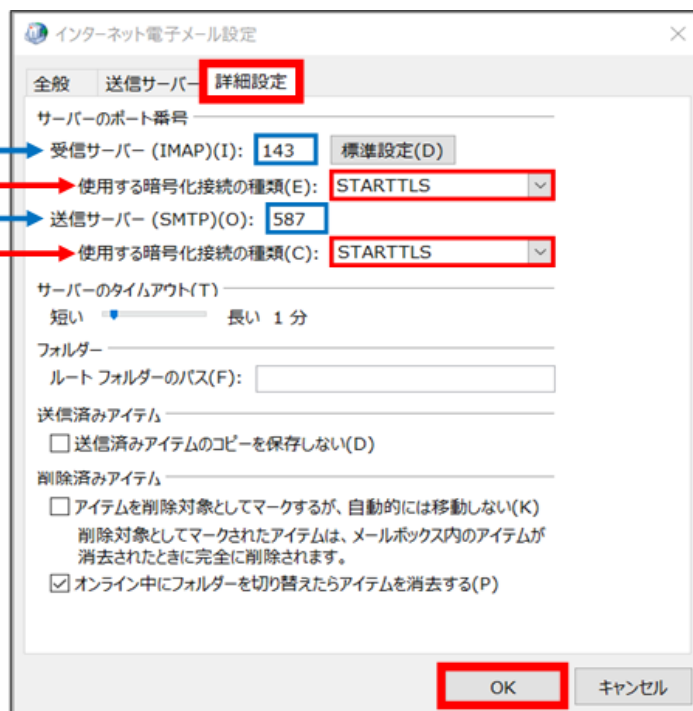 インターネット電子メール設定
全般 送信サーバー 詳細設定
サーバーのポート番号
受信サーバー (IMAP)(I): 143 標準設定(D)
使用する暗号化接続の種類(E): STARTTLS
送信サーバー (SMTP)(O): 587
使用する暗号化接続の種類(C): STARTTLS
サーバーのタイムアウト(T)
短い 長い 1 分
フォルダー
ルート フォルダーのパス(F):
送信済みアイテム
送信済みアイテムのコピーを保存しない(D)
削除済みアイテム
アイテムを削除対象としてマークするが、自動的には移動しない(K)
削除対象としてマークされたアイテムは、メールボックス内のアイテムが
消去されたときに完全に削除されます。
オンライン中にフォルダーを切り替えたらアイテムを消去する(P)
OK キャンセル